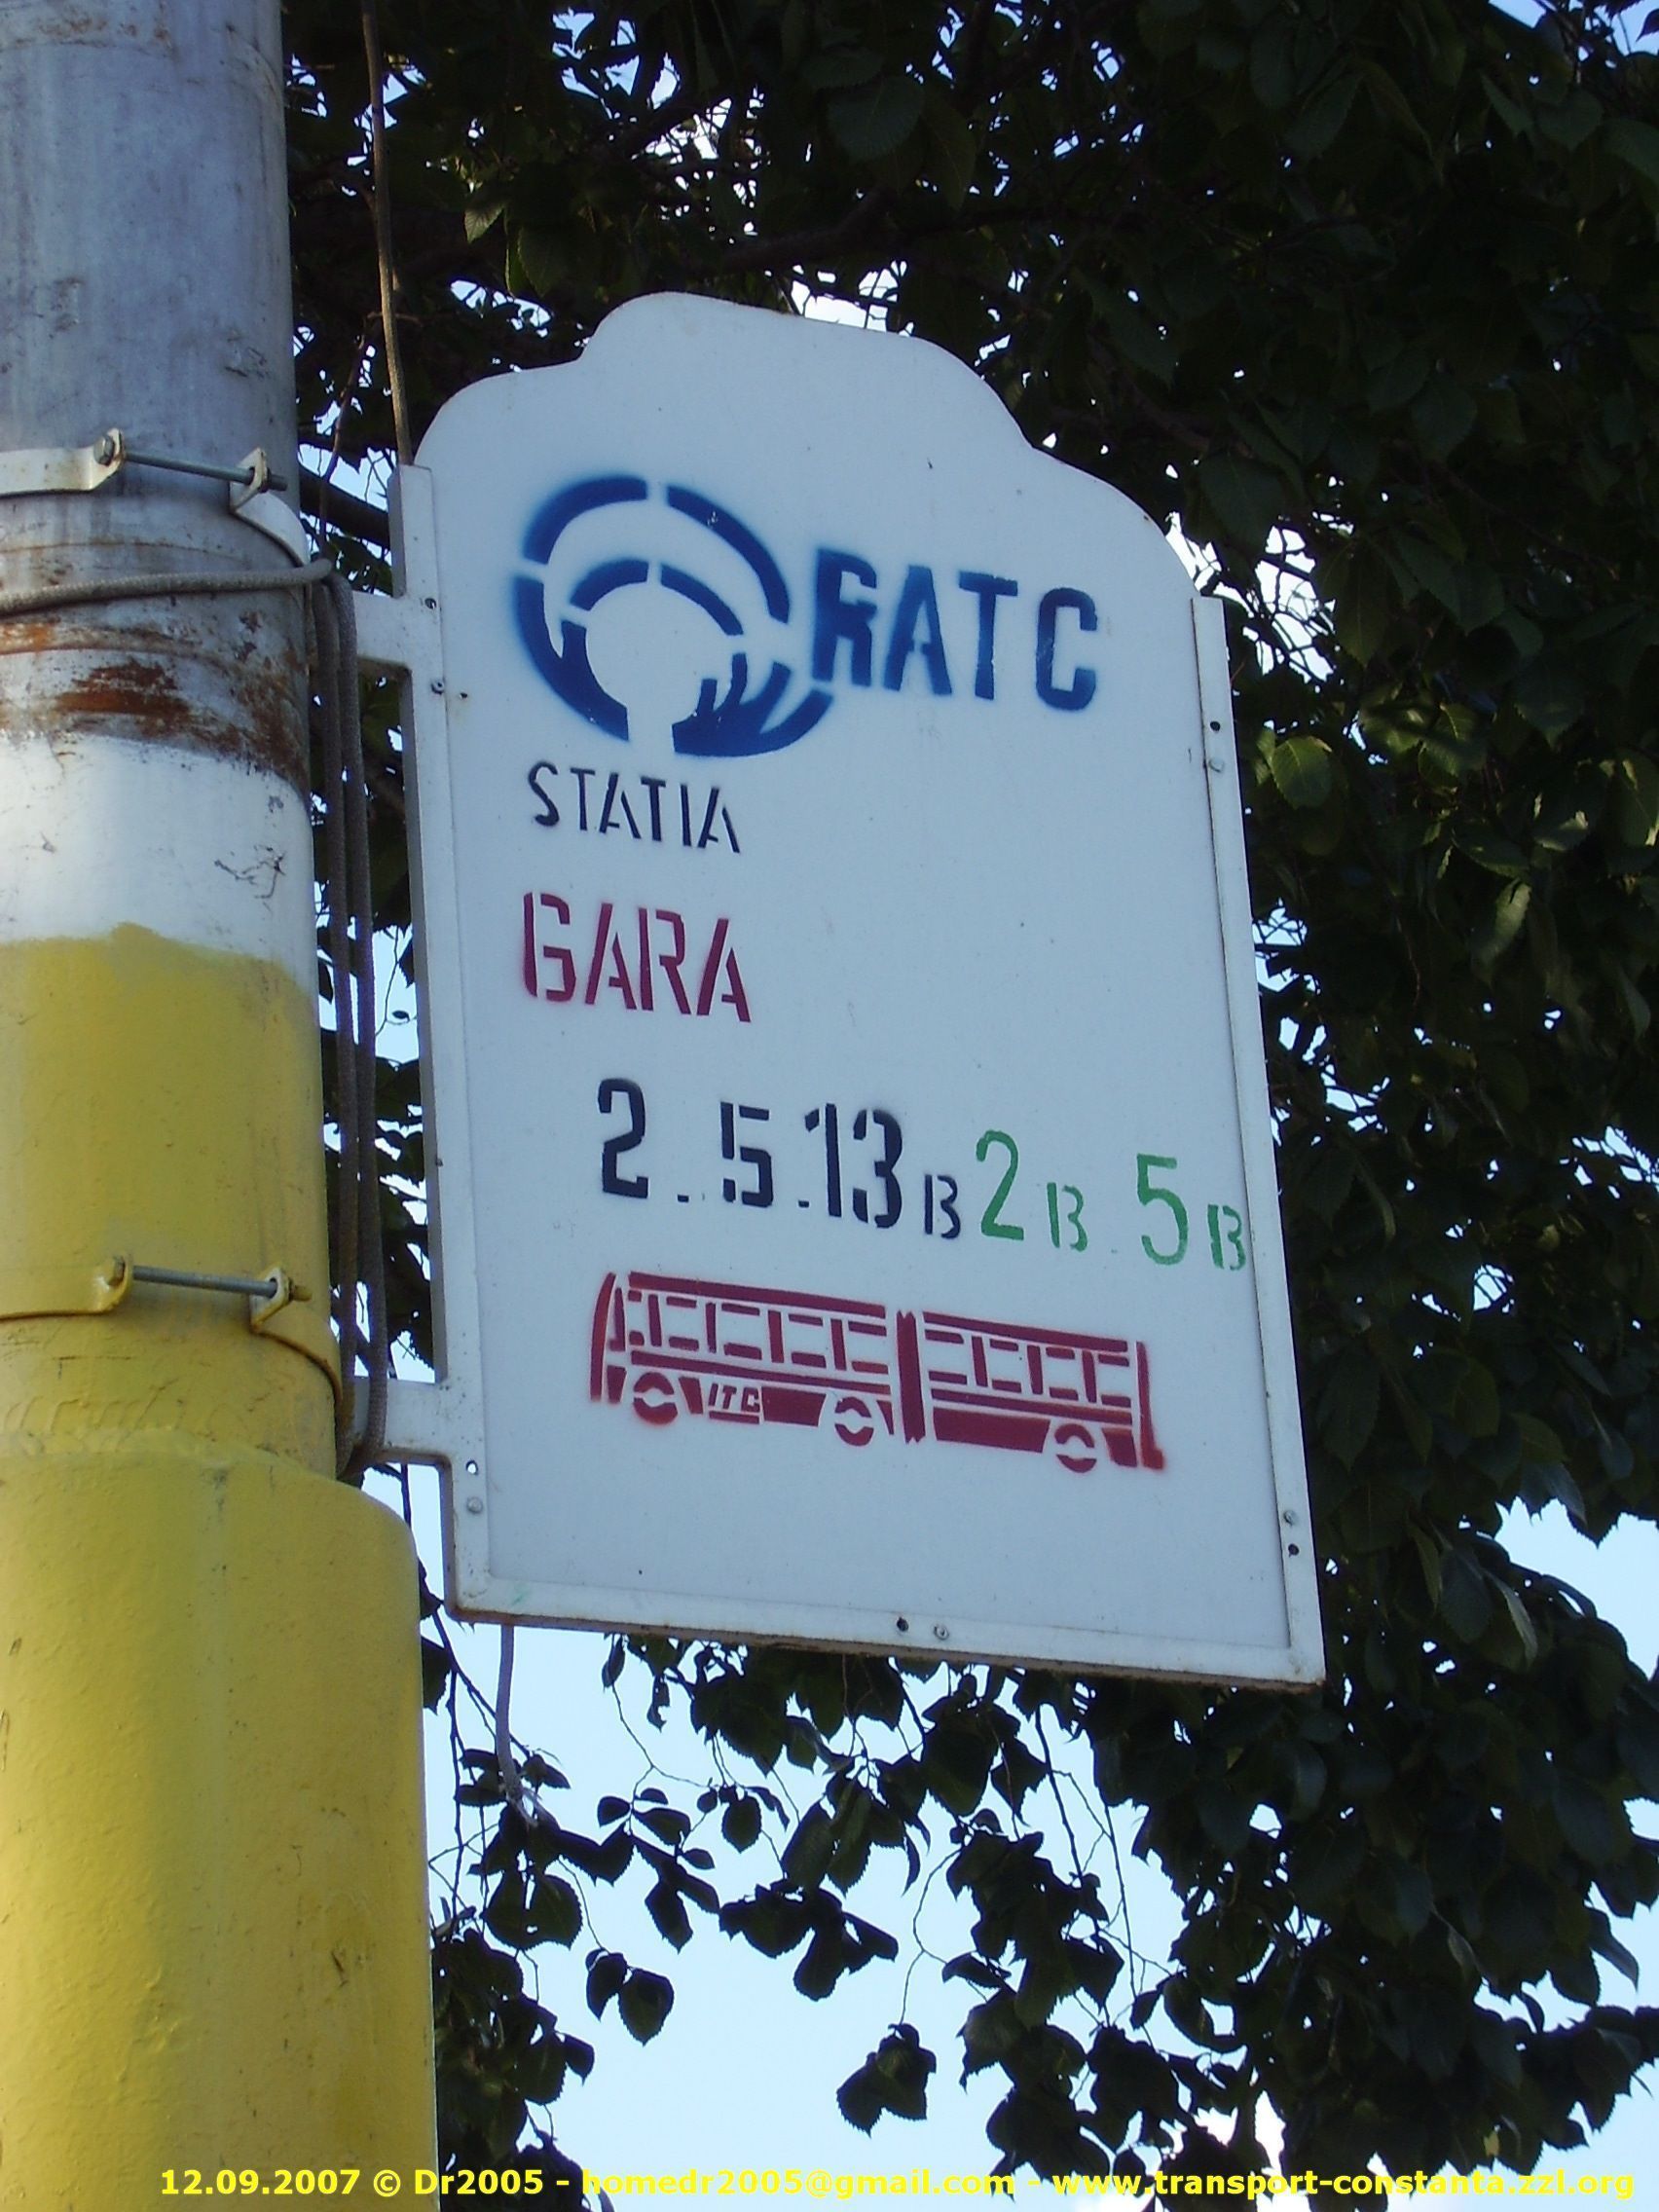 RATC
STATIA
GARA
2.5.13B 2B.5B
ITC
12.09.2007 © Dr2005 - homedr2005@gmail.com - www.transport-constanta.zzl.org